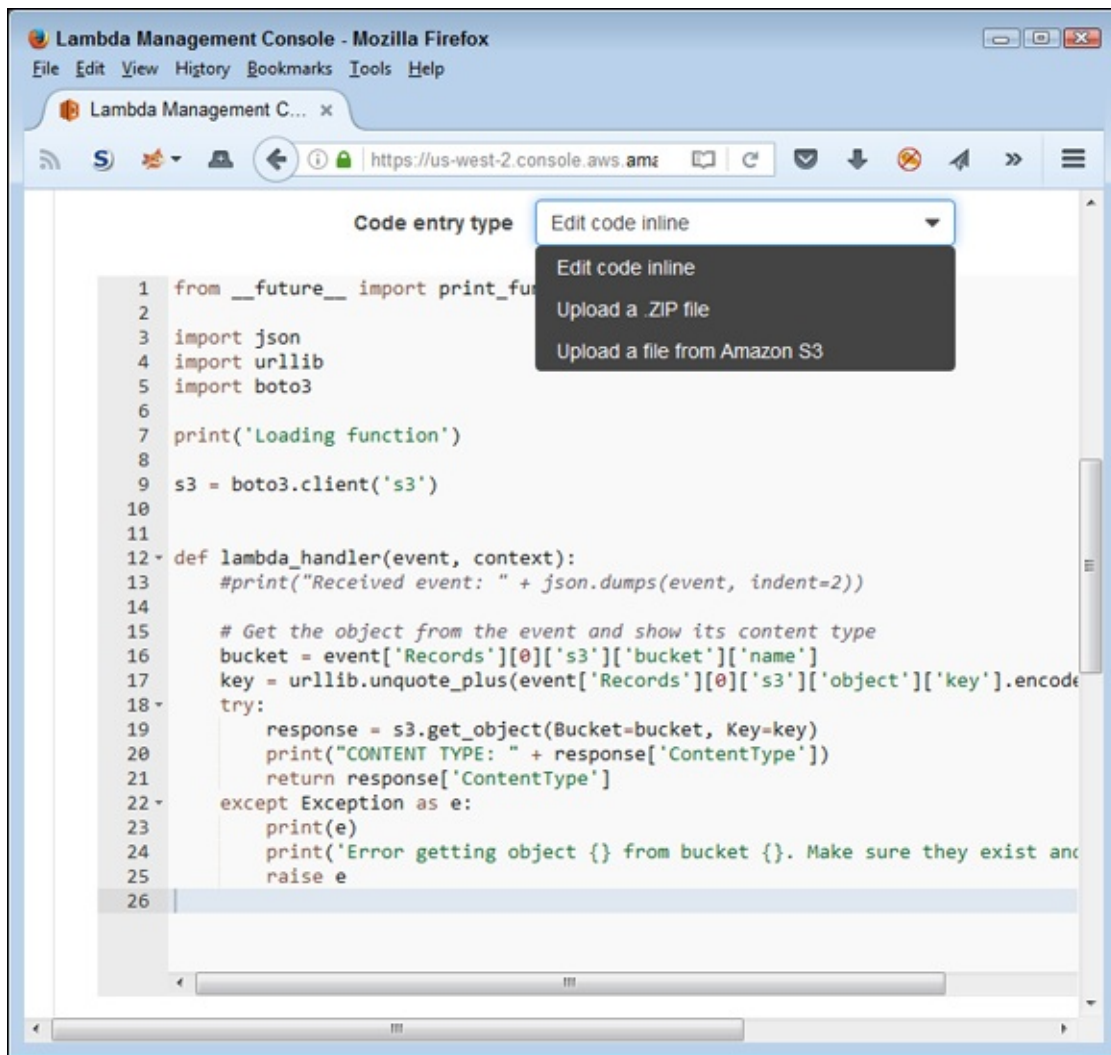 Lambda Management Console - Mozilla Firefox
File Edit View History Bookmarks Tools Help
Lambda Management C... ×
https://us-west-2.console.aws.ama
Code entry type Edit code inline
Edit code inline
Upload a .ZIP file
Upload a file from Amazon S3
1 from __future__ import print_fu
2
3 import json
4 import urllib
5 import boto3
6
7 print('Loading function')
8
9 s3 = boto3.client('s3')
10
11
12 def lambda_handler(event, context):
13 #print("Received event: " + json.dumps(event, indent=2))
14
15 # Get the object from the event and show its content type
16 bucket = event['Records'][0]['s3']['bucket']['name']
17 key = urllib.unquote_plus(event['Records'][0]['s3']['object']['key'].encode
18 try:
19 response = s3.get_object(Bucket=bucket, Key=key)
20 print("CONTENT TYPE: " + response['ContentType'])
21 return response['ContentType']
22 except Exception as e:
23 print(e)
24 print('Error getting object {} from bucket {}. Make sure they exist and
25 raise e
26